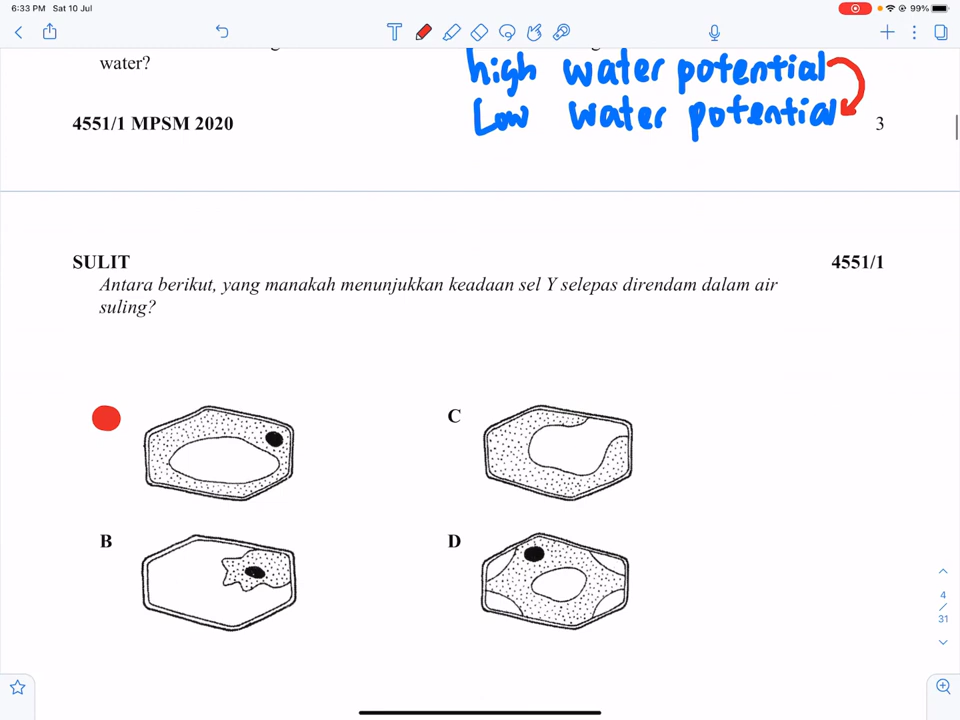 6:33 PM Sat 10 Jul
99%
water?
high water potential
Low water potential
4551/1 MPSM 2020
3
SULIT
4551/1
Antara berikut, yang manakah menunjukkan keadaan sel Y selepas direndam dalam air
suling?
C
B
D
4
/
31